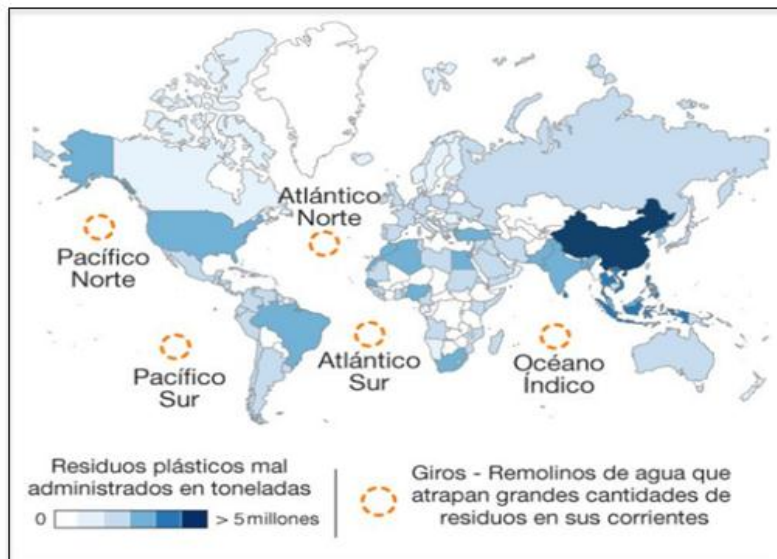 Atlántico
Norte
Pacífico
Norte
Pacífico
Sur
Atlántico
Sur
Océano
Índico
Residuos plásticos mal
administrados en toneladas
0
> 5 millones
Giros - Remolinos de agua que
atrapan grandes cantidades de
residuos en sus corrientes